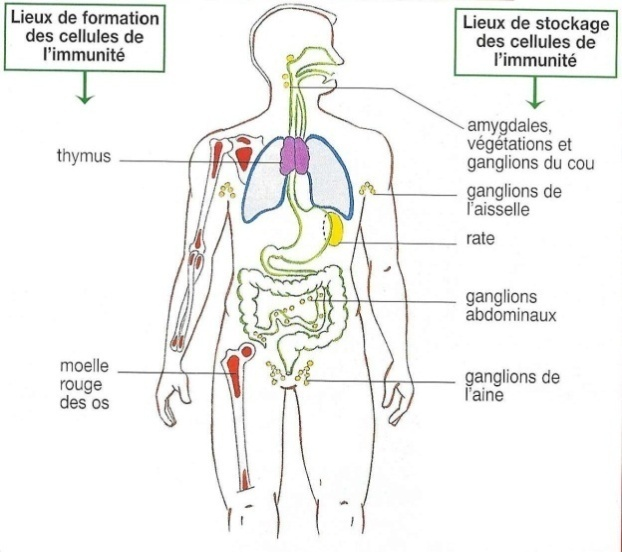 Lieux de formation
des cellules de
l'immunité
thymus
moelle
rouge
des os
Lieux de stockage
des cellules de
l'immunité
amygdales,
végétations et
ganglions du cou
ganglions de
l'aisselle
rate
ganglions
abdominaux
ganglions de
l'aine